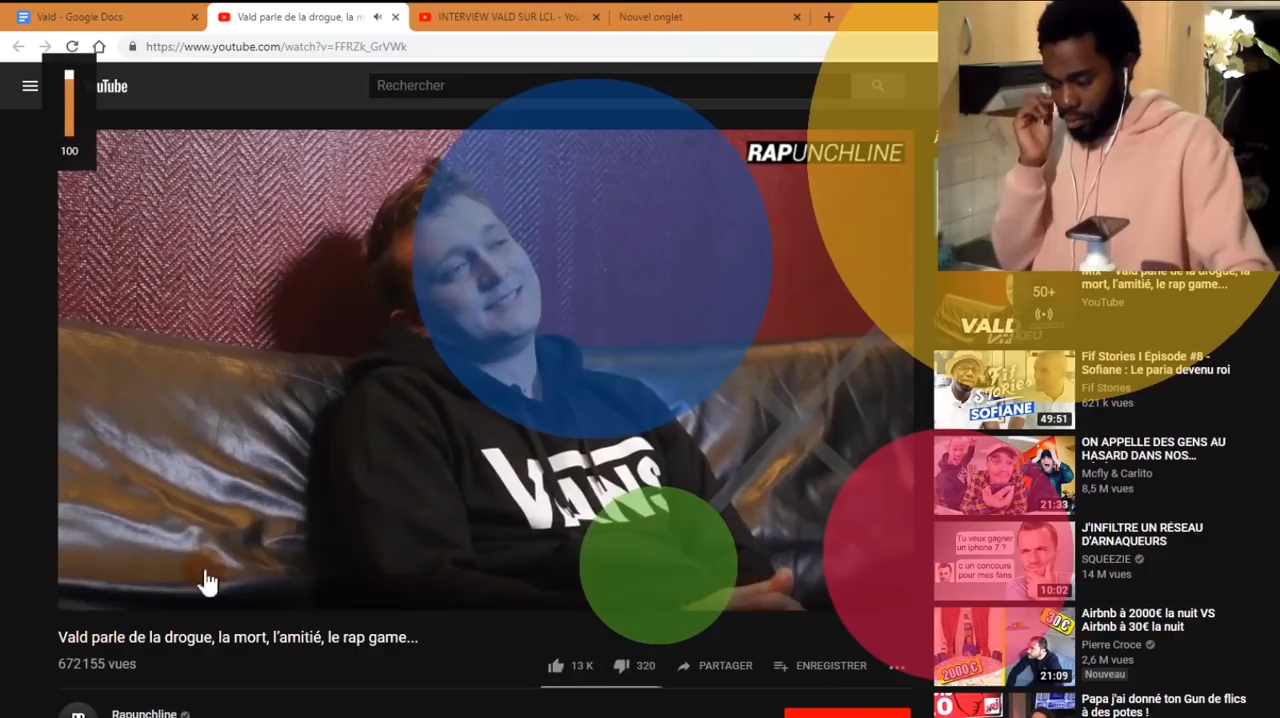 Vald - Google Docs
Vald parle de la drogue, la m
INTERVIEW VALD SUR LCI. - You
Nouvel onglet
https://www.youtube.com/watch?v=FFRZk_GrVWk
uTube
Rechercher
100
RAPUNCHLINE
VANS
Vald parle de la drogue, la mort, l'amitié, le rap game...
672 155 vues
13 K
320
PARTAGER
ENREGISTRER
Rapunchline
50+
VALD
Mix - Vald parle de la drogue, la
mort, l'amitié, le rap game...
YouTube
Fif
STORIES
SOFIANE
49:51
Fif Stories I Épisode #8 -
Sofiane : Le paria devenu roi
Fif Stories
621 k vues
21:33
ON APPELLE DES GENS AU
HASARD DANS NOS...
Mcfly & Carlito
8,5 M vues
Tu veux gagner
un iphone 7 ?
c un concours
pour mes fans
10:02
J'INFILTRE UN RÉSEAU
D'ARNAQUEURS
SQUEEZIE
14 M vues
30€
2000€
21:09
Airbnb à 2000€ la nuit VS
Airbnb à 30€ la nuit
Pierre Croce
2,6 M vues
Nouveau
Papa j'ai donné ton Gun de flics
à des potes !